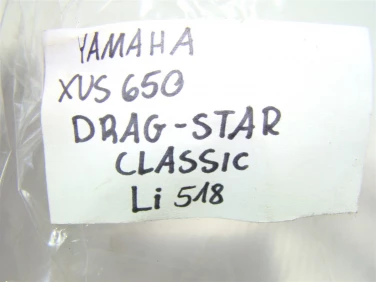 YAMAHA
XVS 650
DRAG-STAR
CLASSIC
Li 518